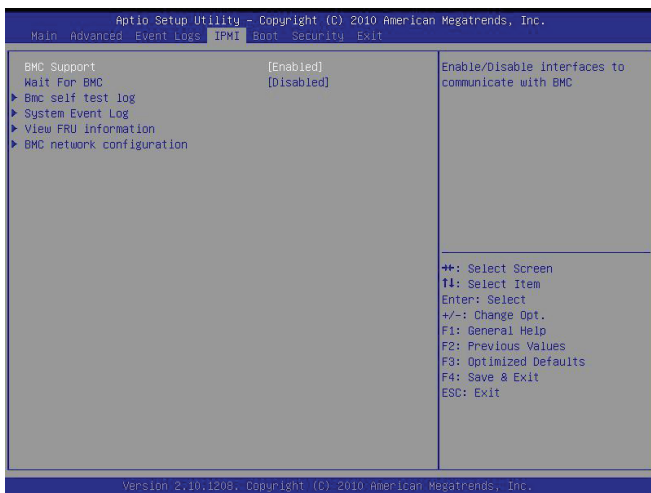 Aptio Setup Utility – Copyright (C) 2010 American Megatrends, Inc.
Main Advanced Event Logs IPMI Boot Security Exit
BMC Support [Enabled]
Wait For BMC [Disabled]
▶ Bmc self test log
▶ System Event Log
▶ View FRU information
▶ BMC network configuration
Enable/Disable interfaces to
communicate with BMC
→←: Select Screen
↑↓: Select Item
Enter: Select
+/-: Change Opt.
F1: General Help
F2: Previous Values
F3: Optimized Defaults
F4: Save & Exit
ESC: Exit
Version 2.10.1208. Copyright (C) 2010 American Megatrends, Inc.